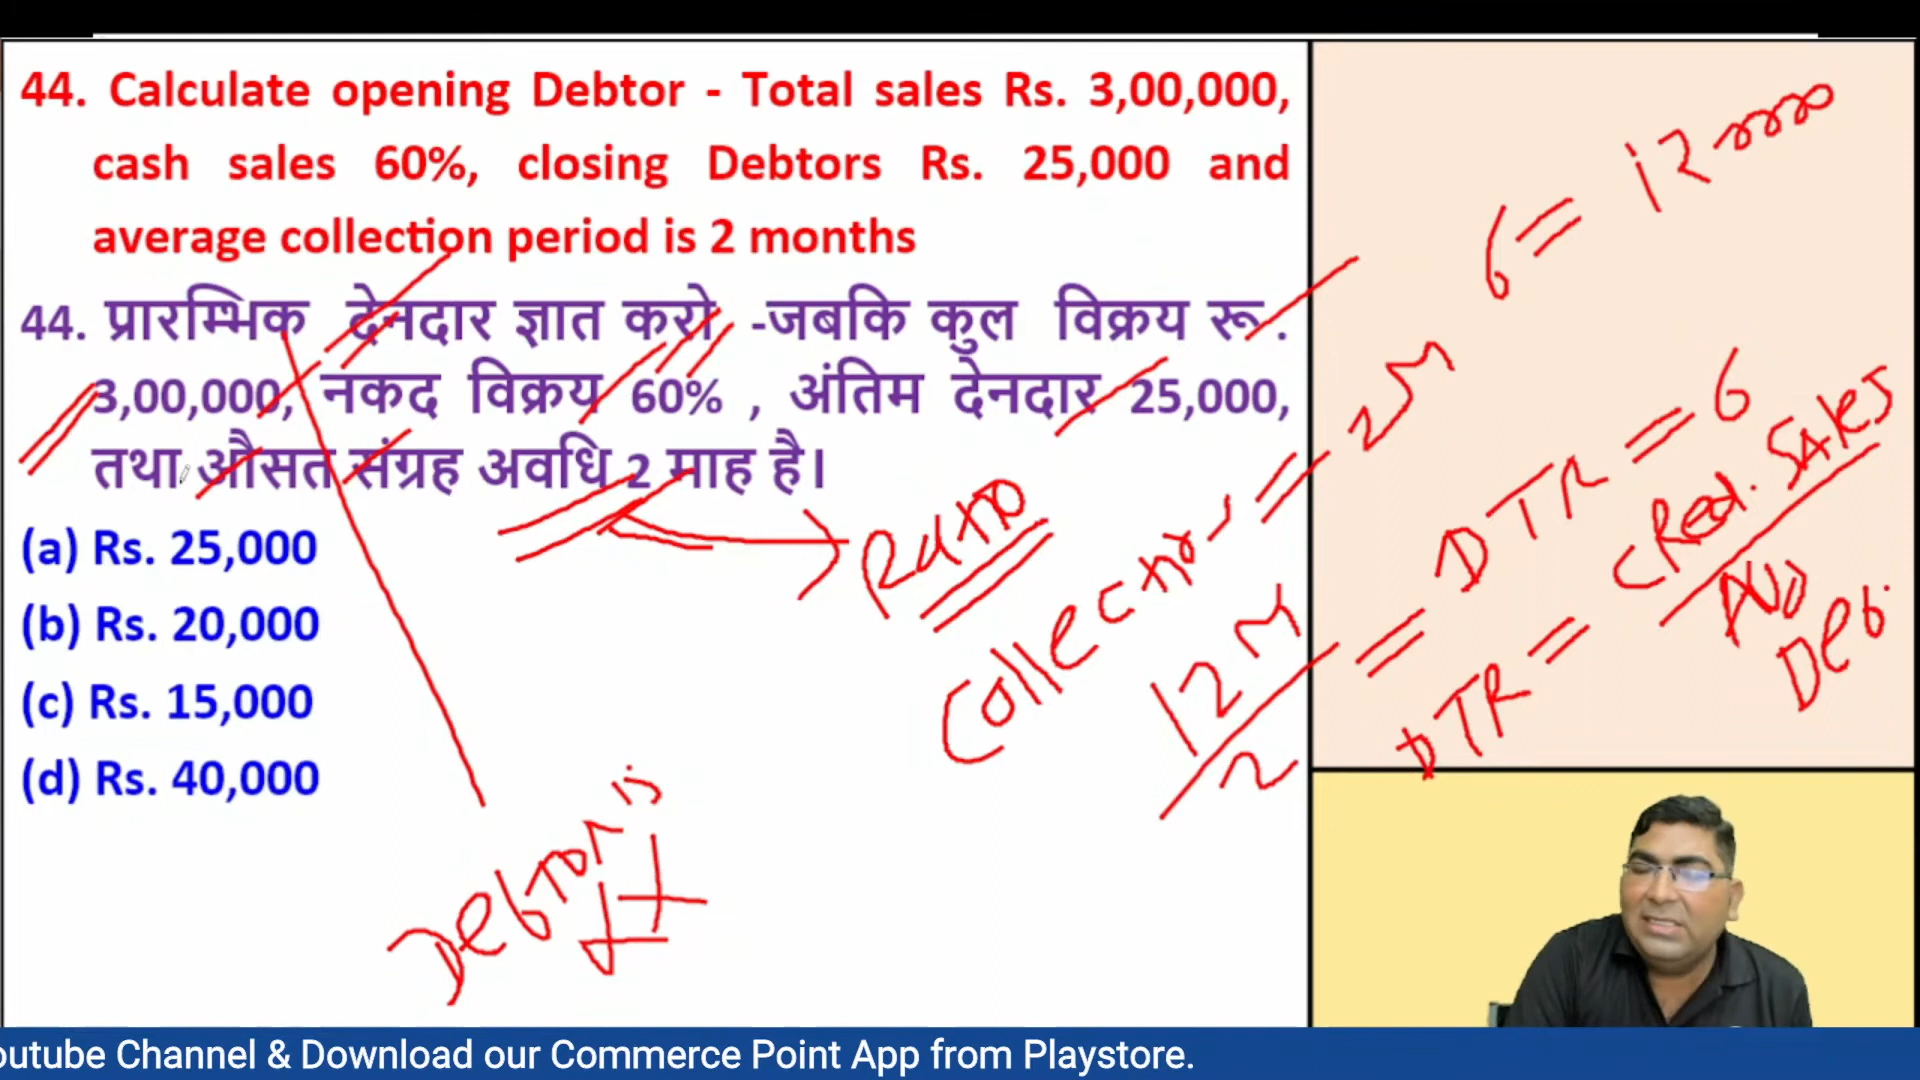 44. Calculate opening Debtor - Total sales Rs. 3,00,000,
cash sales 60%, closing Debtors Rs. 25,000 and
average collection period is 2 months
44. प्रारम्भिक देनदार ज्ञात करो -जबकि कुल विक्रय रू .
3,00,000, नकद विक्रय 60% , अंतिम देनदार 25,000,
तथा औसत संग्रह अवधि 2 माह है।
(a) Rs. 25,000
(b) Rs. 20,000
(c) Rs. 15,000
(d) Rs. 40,000
Ratio
Collection = 2M
12M
2
= DTR = 6
DTR = Cred. Sales
Deb.
6 =
Debtor is
outube Channel & Download our Commerce Point App from Playstore.